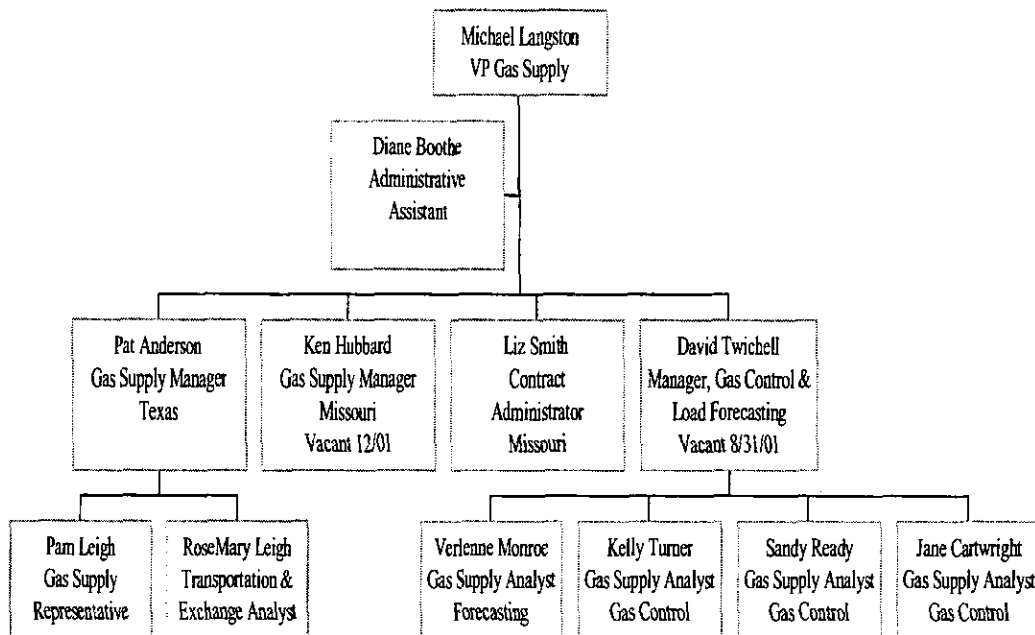 Michael Langston
VP Gas Supply
Diane Boothe
Administrative
Assistant
Pat Anderson
Gas Supply Manager
Texas
Ken Hubbard
Gas Supply Manager
Missouri
Vacant 12/01
Liz Smith
Contract
Administrator
Missouri
David Twichell
Manager, Gas Control &
Load Forecasting
Vacant 8/31/01
Pam Leigh
Gas Supply
Representative
RoseMary Leigh
Transportation &
Exchange Analyst
Verlenne Monroe
Gas Supply Analyst
Forecasting
Kelly Turner
Gas Supply Analyst
Gas Control
Sandy Ready
Gas Supply Analyst
Gas Control
Jane Cartwright
Gas Supply Analyst
Gas Control